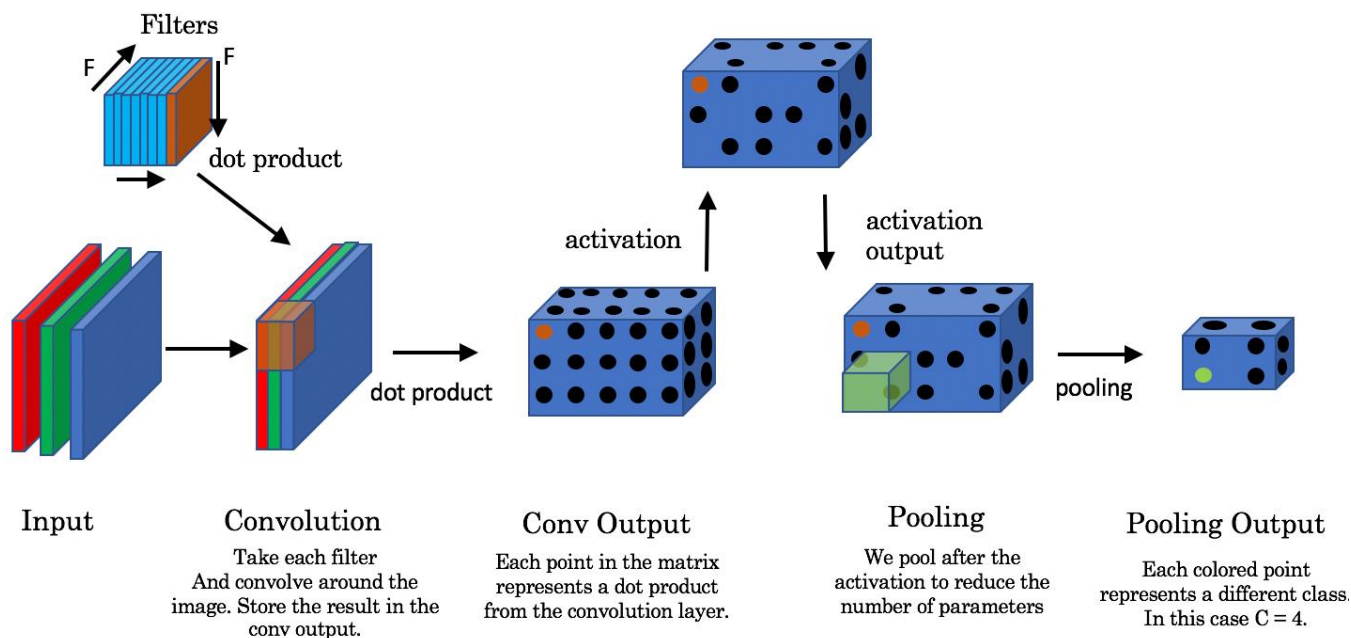 Filters
F
F
dot product
activation
activation
output
dot product
pooling
Input
Convolution
Take each filter
And convolve around the
image. Store the result in the
conv output.
Conv Output
Each point in the matrix
represents a dot product
from the convolution layer.
Pooling
We pool after the
activation to reduce the
number of parameters
Pooling Output
Each colored point
represents a different class.
In this case C = 4.